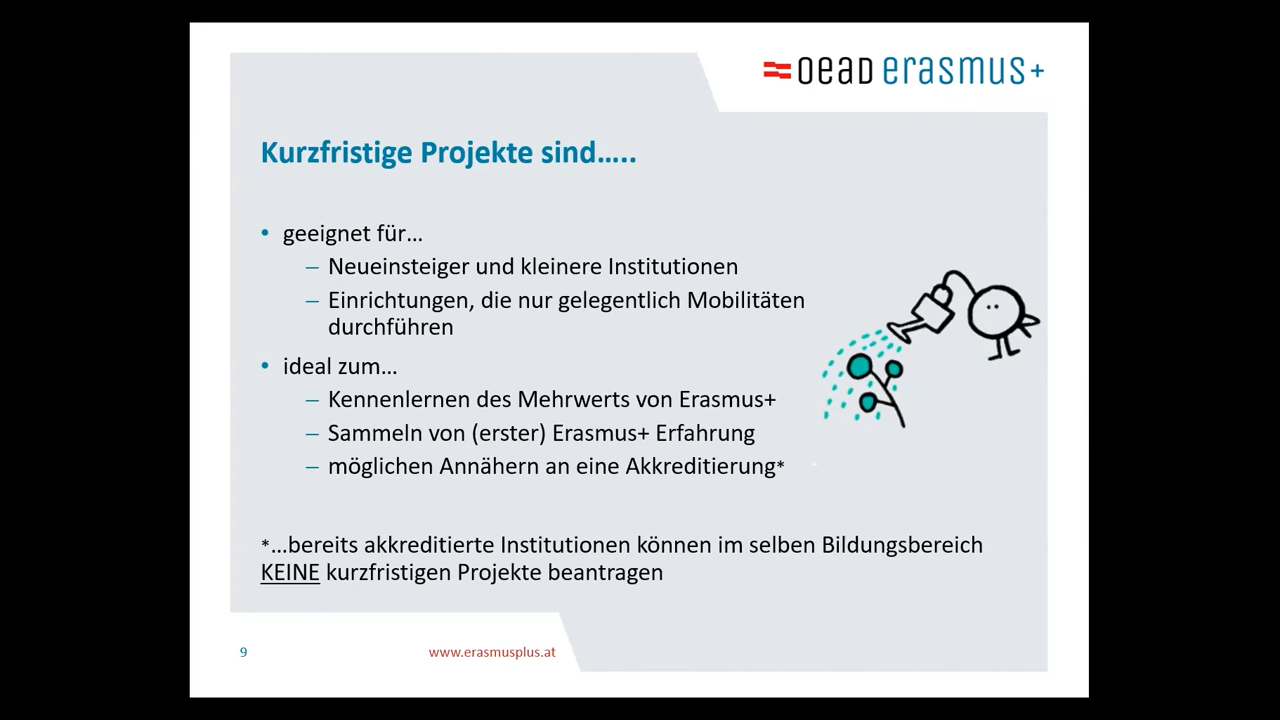 oead erasmus+
Kurzfristige Projekte sind…..
• geeignet für…
– Neueinsteiger und kleinere Institutionen
– Einrichtungen, die nur gelegentlich Mobilitäten
durchführen
• ideal zum…
– Kennenlernen des Mehrwerts von Erasmus+
– Sammeln von (erster) Erasmus+ Erfahrung
– möglichen Annähern an eine Akkreditierung*
*…bereits akkreditierte Institutionen können im selben Bildungsbereich
KEINE kurzfristigen Projekte beantragen
9 www.erasmusplus.at